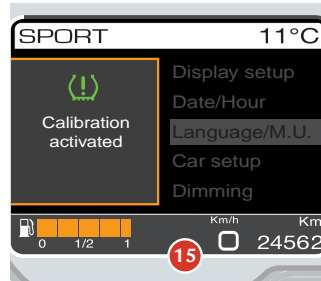 SPORT 11°C
Calibration
activated
Display setup
Date/Hour
Language/M.U.
Car setup
Dimming
0 1/2 1
15
Km/h
0
Km
24562